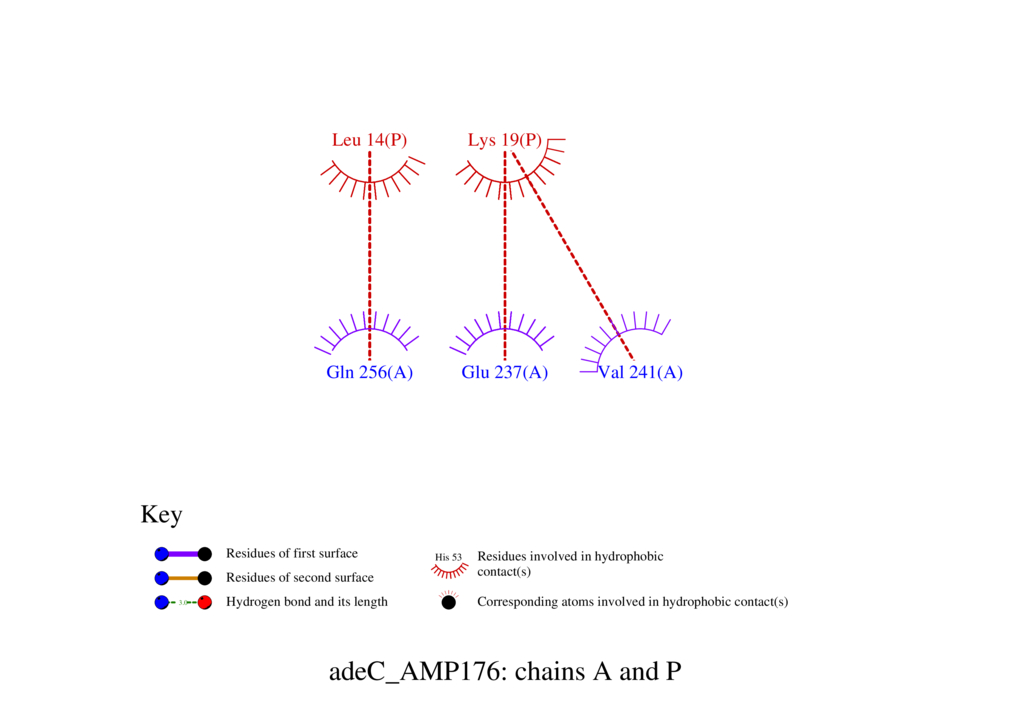 Leu 14(P) Lys 19(P)
Gln 256(A) Glu 237(A) Val 241(A)
Key
Residues of first surface
Residues of second surface
3.0
Hydrogen bond and its length
His 53
Residues involved in hydrophobic
contact(s)
Corresponding atoms involved in hydrophobic contact(s)
adeC_AMP176: chains A and P